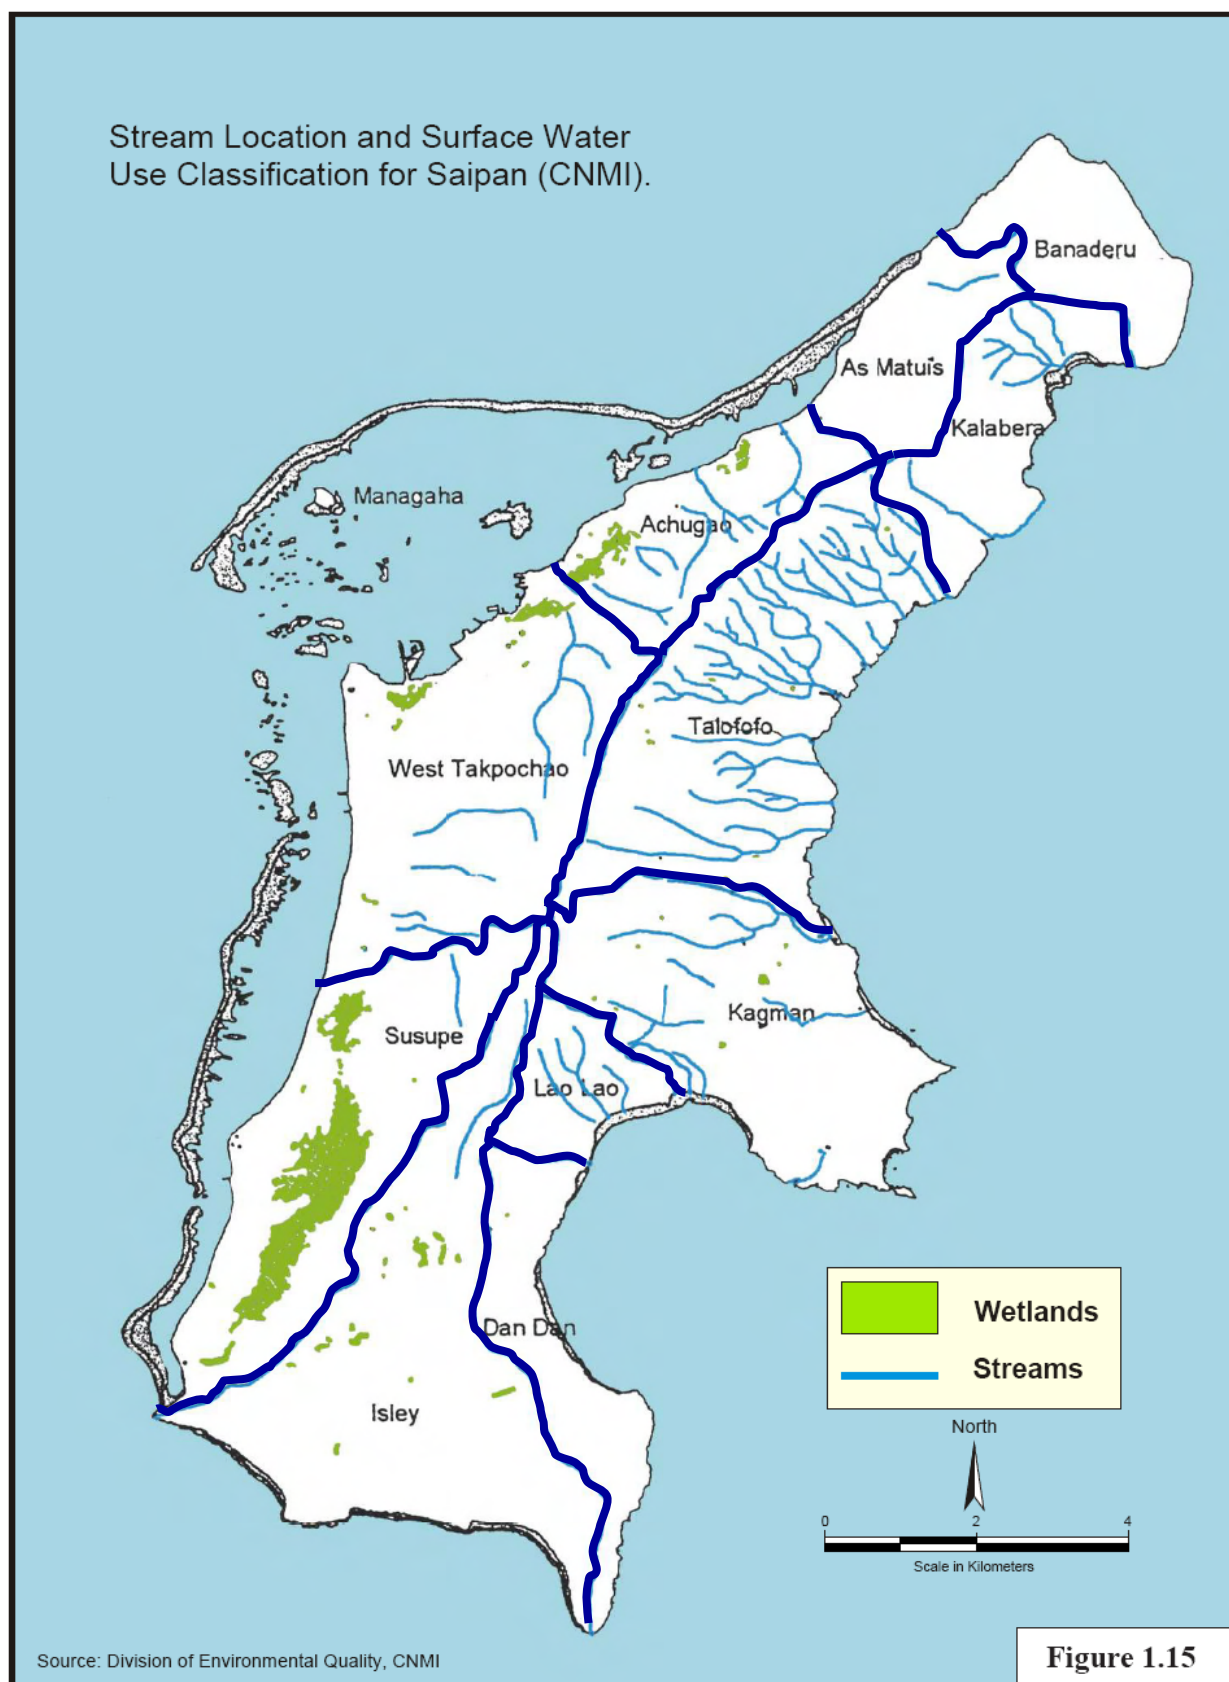 Stream Location and Surface Water
Use Classification for Saipan (CNMI).
Banaderu
As Matuis
Kalabera
Managaha
Achugao
Talofofo
West Takpochao
Kagman
Susupe
Lao Lao
Dan Dan
Isley
Wetlands
Streams
North
0 2 4
Scale in Kilometers
Source: Division of Environmental Quality, CNMI
Figure 1.15